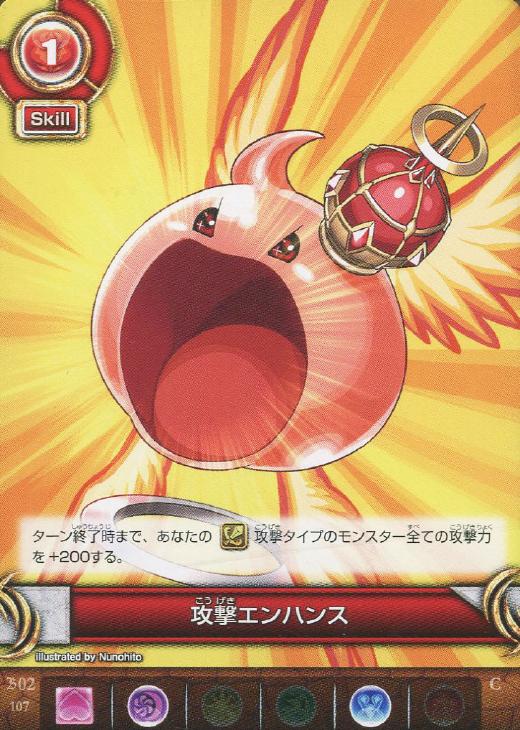 1
Skill
ターン終了時まで、あなたの 攻撃タイプのモンスター全ての攻撃力
を+200する。
攻撃エンハンス
illustrated by Nunohito
302
107
C